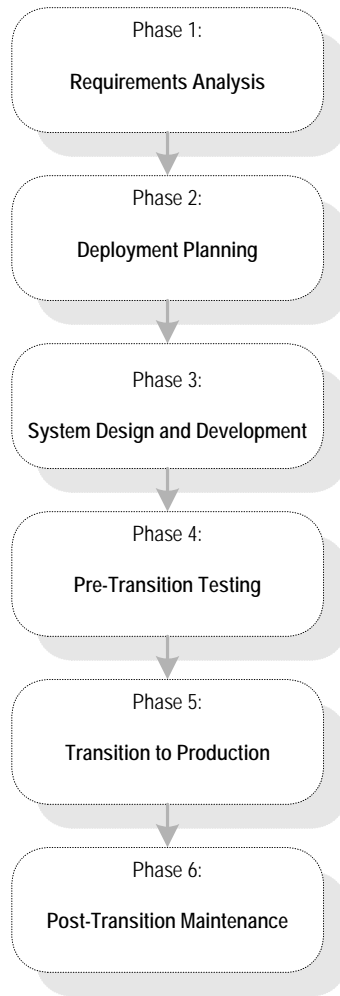 Phase 1:
Requirements Analysis
Phase 2:
Deployment Planning
Phase 3:
System Design and Development
Phase 4:
Pre-Transition Testing
Phase 5:
Transition to Production
Phase 6:
Post-Transition Maintenance